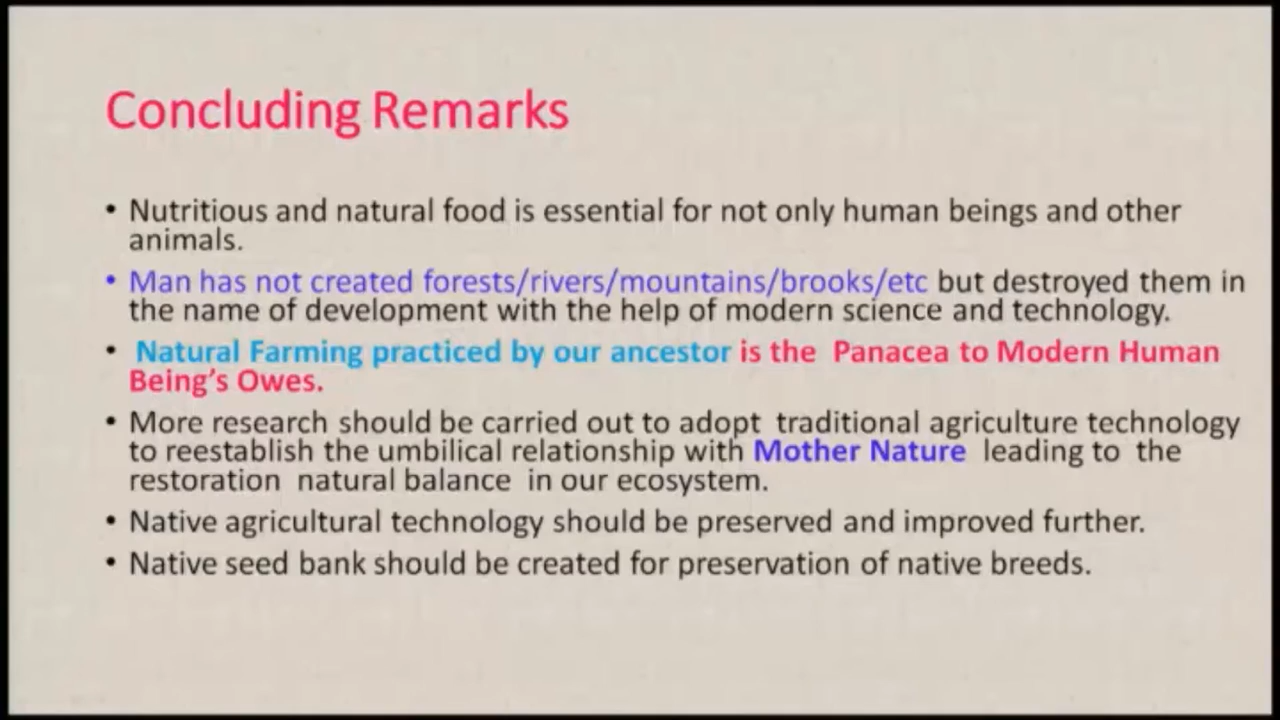 Concluding Remarks
• Nutritious and natural food is essential for not only human beings and other
animals.
• Man has not created forests/rivers/mountains/brooks/etc but destroyed them in
the name of development with the help of modern science and technology.
• Natural Farming practiced by our ancestor is the Panacea to Modern Human
Being's Owes.
• More research should be carried out to adopt traditional agriculture technology
to reestablish the umbilical relationship with Mother Nature leading to the
restoration natural balance in our ecosystem.
• Native agricultural technology should be preserved and improved further.
• Native seed bank should be created for preservation of native breeds.